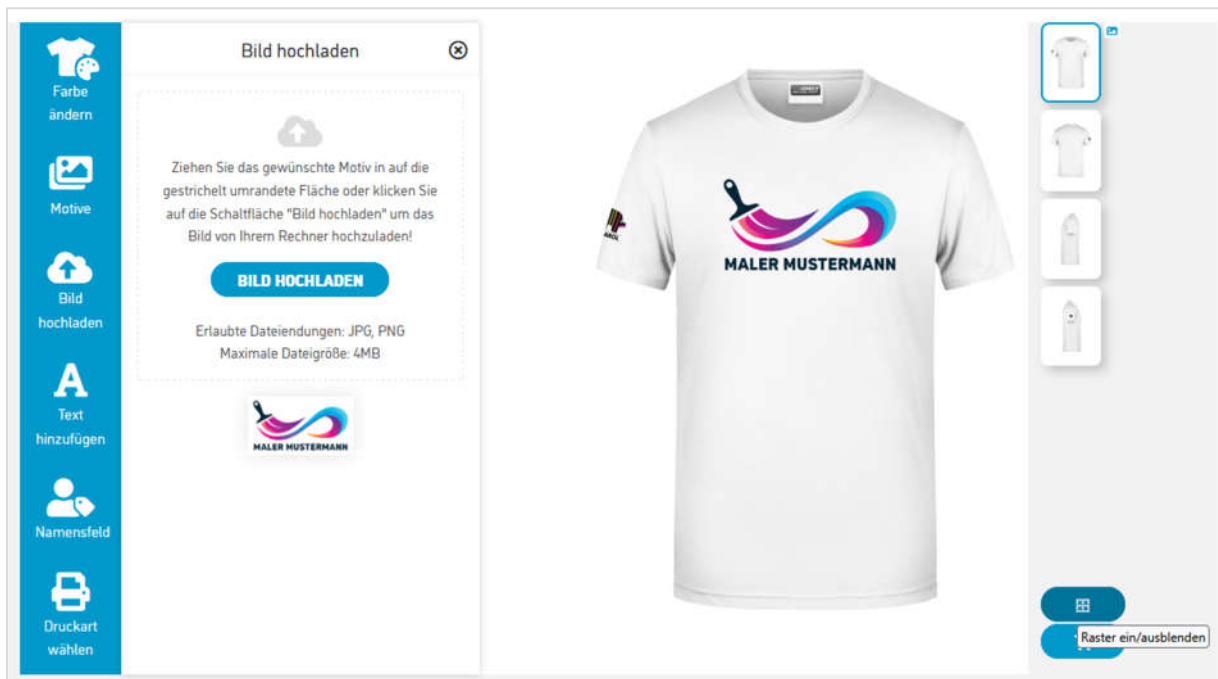 Farbe
ändern
Motive
Bild
hochladen
Text
hinzufügen
Namensfeld
Druckart
wählen
Bild hochladen
Ziehen Sie das gewünschte Motiv in auf die
gestrichelt umrandete Fläche oder klicken Sie
auf die Schaltfläche "Bild hochladen" um das
Bild von Ihrem Rechner hochzuladen!
BILD HOCHLADEN
Erlaubte Dateiendungen: JPG, PNG
Maximale Dateigröße: 4MB
MALER MUSTERMANN
MALER MUSTERMANN
Raster ein/ausblenden